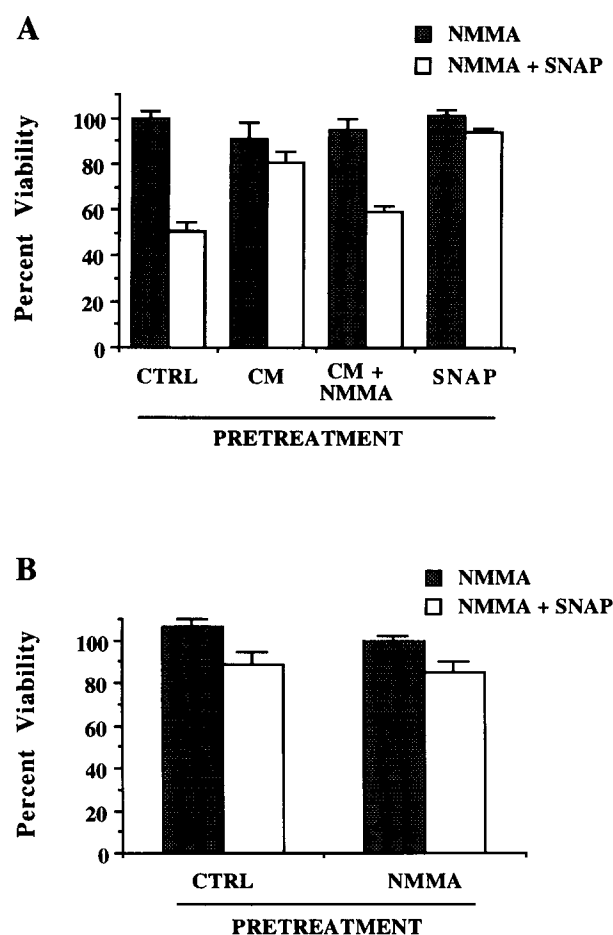 A
NMMA
NMMA + SNAP
Percent Viability
100
80
60
40
20
0
CTRL
CM
CM +
NMMA
SNAP
PRETREATMENT
B
NMMA
NMMA + SNAP
Percent Viability
100
80
60
40
20
0
CTRL
NMMA
PRETREATMENT